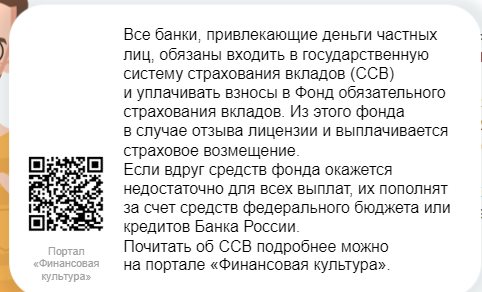 Все банки, привлекающие деньги частных
лиц, обязаны входить в государственную
систему страхования вкладов (ССВ)
и уплачивать взносы в Фонд обязательного
страхования вкладов. Из этого фонда
в случае отзыва лицензии и выплачивается
страховое возмещение.
Если вдруг средств фонда окажется
недостаточно для всех выплат, их пополнят
за счет средств федерального бюджета или
кредитов Банка России.
Почитать об ССВ подробнее можно
на портале «Финансовая культура».
Портал
«Финансовая
культура»